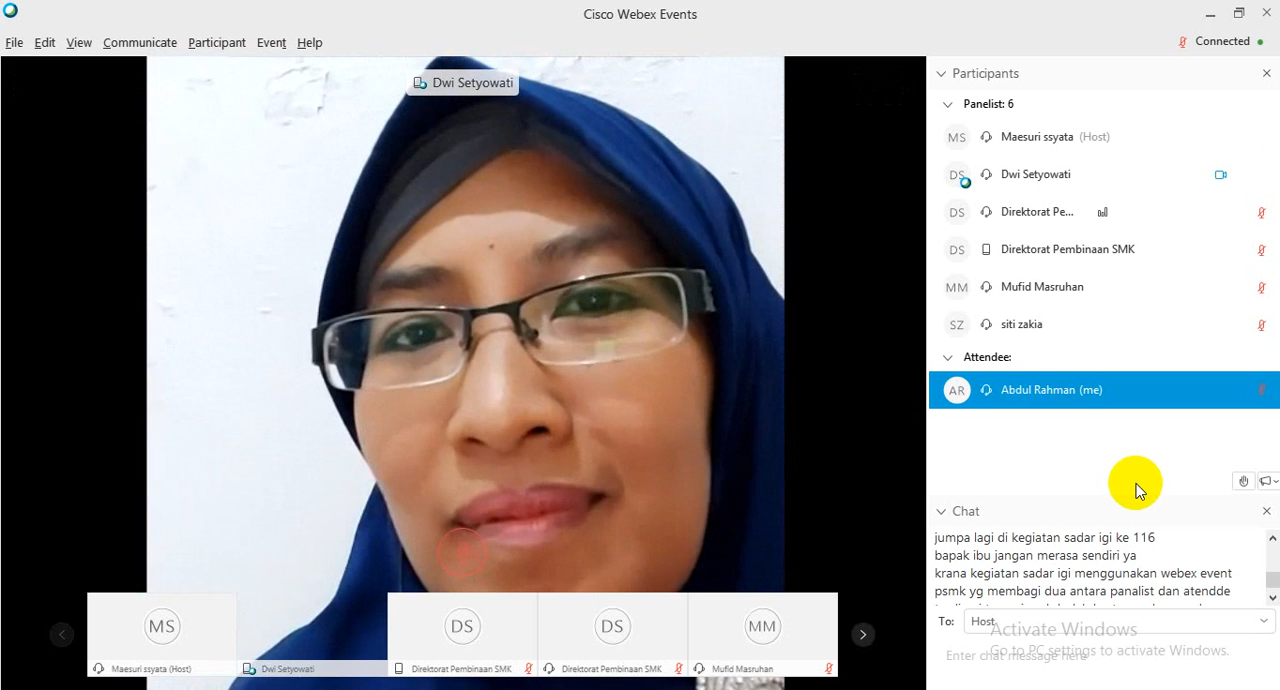 Cisco Webex Events
File Edit View Communicate Participant Event Help
Connected
Dwi Setyowati
Participants
Panelist: 6
MS Maesuri ssyata (Host)
DS Dwi Setyowati
DS Direktorat Pe...
DS Direktorat Pembinaan SMK
MM Mufid Masruhan
SZ siti zakia
Attendee:
AR Abdul Rahman (me)
Chat
jumpa lagi di kegiatan sadar igi ke 116
bapak ibu jangan merasa sendiri ya
krana kegiatan sadar igi menggunakan webex event
psmk yg membagi dua antara panalist dan atendde
To: Host
Enter chat message here
Activate Windows
Go to PC settings to activate Windows.
MS DS DS MM
Maesuri ssyata (Host) Dwi Setyowati Direktorat Pembinaan SMK Direktorat Pembinaan SMK Mufid Masruhan